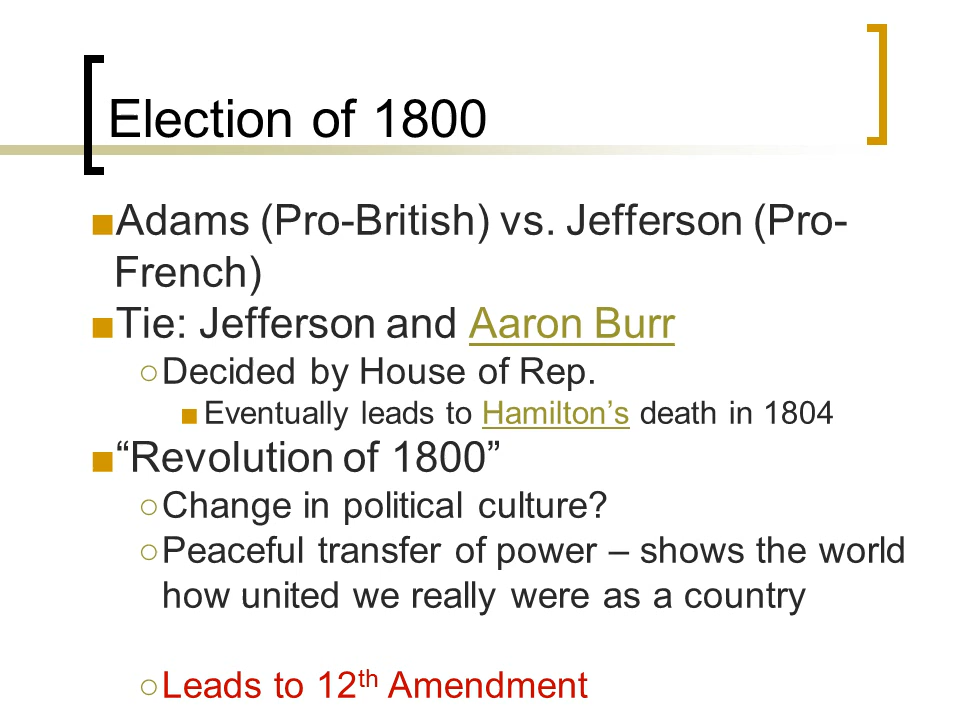 Election of 1800
■Adams (Pro-British) vs. Jefferson (Pro-
French)
■Tie: Jefferson and Aaron Burr
○Decided by House of Rep.
■Eventually leads to Hamilton’s death in 1804
■“Revolution of 1800”
○Change in political culture?
○Peaceful transfer of power – shows the world
how united we really were as a country
○Leads to 12th Amendment